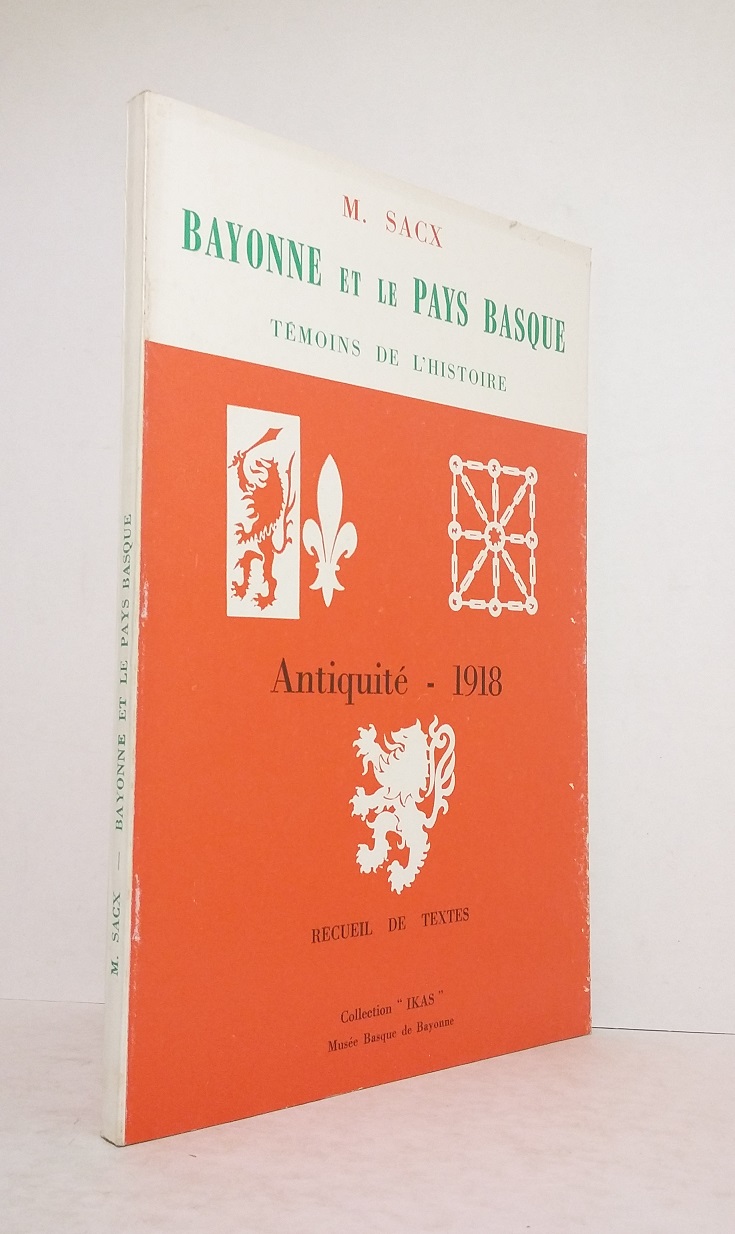 M. SACX
BAYONNE ET LE PAYS BASQUE
TÉMOINS DE L'HISTOIRE
Antiquité - 1918
RECUEIL DE TEXTES
Collection " IKAS "
Musée Basque de Bayonne
M. SACX — BAYONNE ET LE PAYS BASQUE